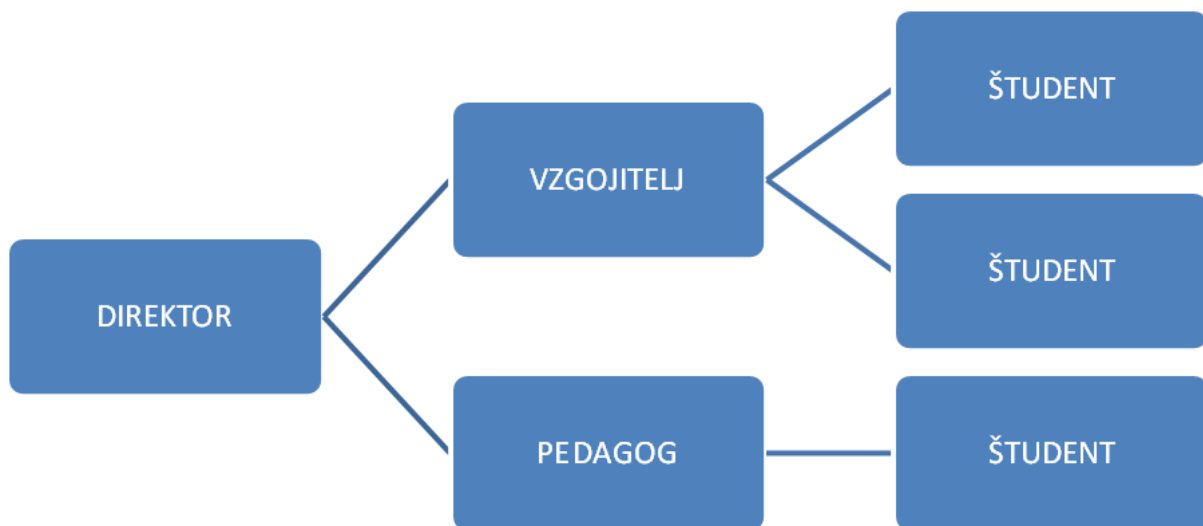 DIREKTOR
VZGOJITELJ
ŠTUDENT
ŠTUDENT
PEDAGOG
ŠTUDENT